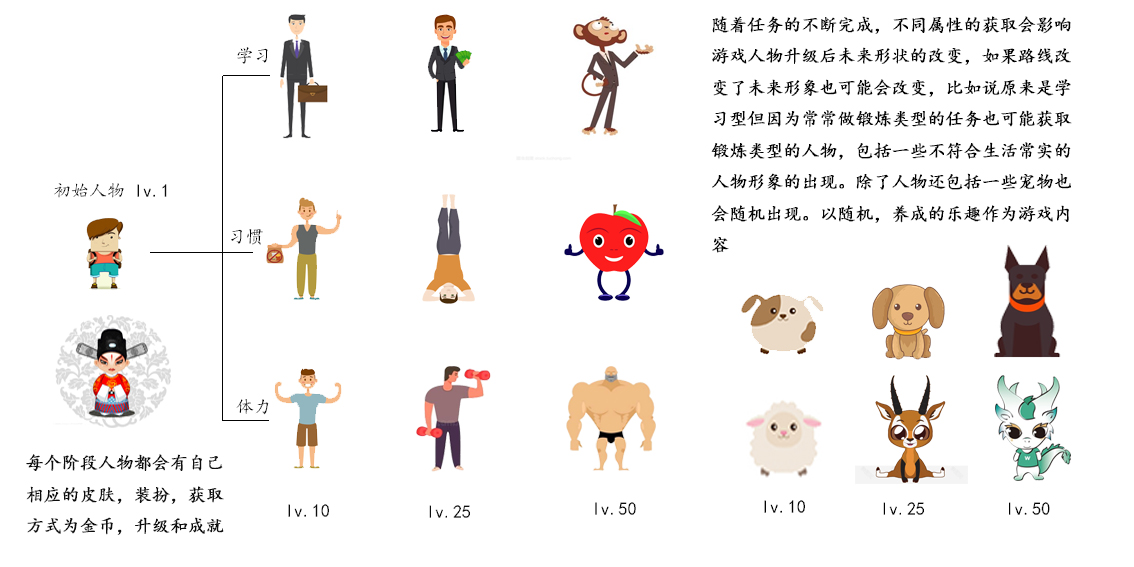 学习
初始人物 lv.1
习惯
体力
每个阶段人物都会有自己
相应的皮肤，装扮，获取
方式为金币，升级和成就
lv.10
lv.25
lv.50
随着任务的不断完成，不同属性的获取会影响
游戏人物升级后未来形状的改变，如果路线改
变了未来形象也可能会改变，比如说原来是学
习型但因为常常做锻炼类型的任务也可能获取
锻炼类型的人物，包括一些不符合生活常实的
人物形象的出现。除了人物还包括一些宠物也
会随机出现。以随机，养成的乐趣作为游戏内
容
W
lv.10
lv.25
lv.50